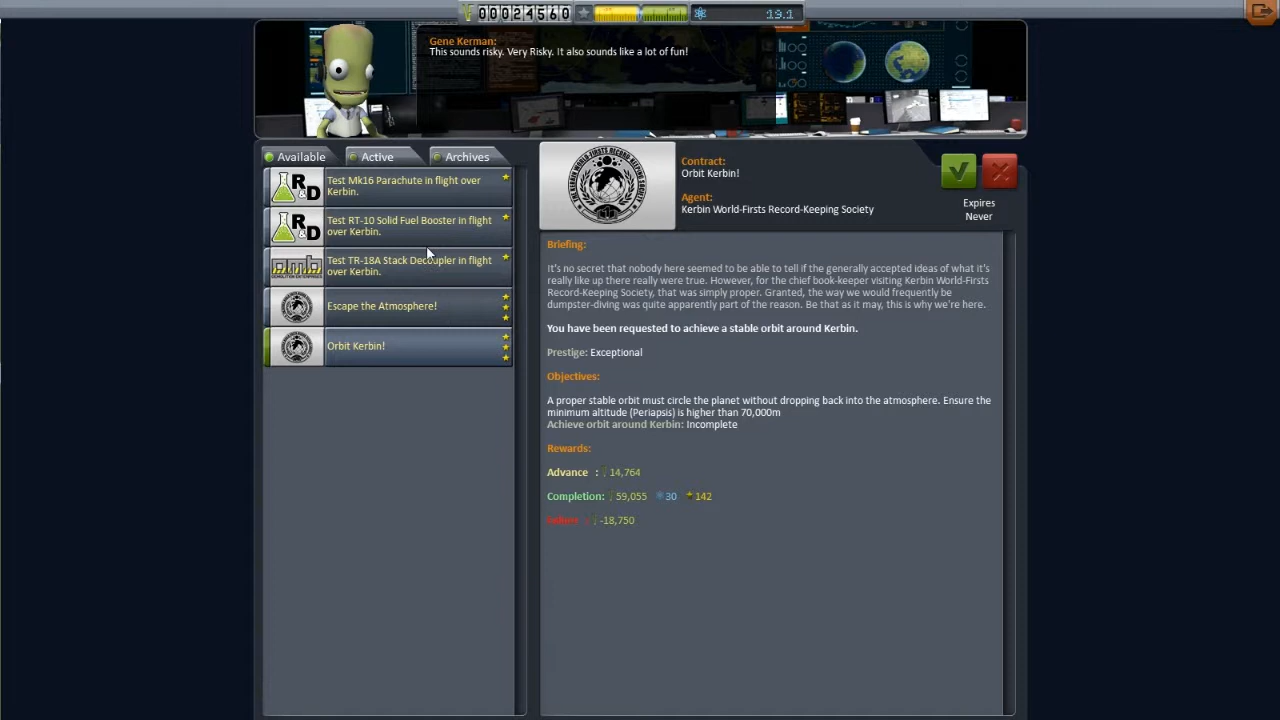 00024560
19.1
Gene Kerman:
This sounds risky. Very Risky. It also sounds like a lot of fun!
Available
Active
Archives
Test Mk16 Parachute in flight over
Kerbin.
Test RT-10 Solid Fuel Booster in flight
over Kerbin.
Test TR-18A Stack Decoupler in flight
over Kerbin.
Escape the Atmosphere!
Orbit Kerbin!
R&D
R&D
Contract:
Orbit Kerbin!
Agent:
Kerbin World-Firsts Record-Keeping Society
Expires
Never
Briefing:
It's no secret that nobody here seemed to be able to tell if the generally accepted ideas of what it's
really like up there really were true. However, for the chief book-keeper visiting Kerbin World-Firsts
Record-Keeping Society, that was simply proper. Granted, the way we would frequently be
dumpster-diving was quite apparently part of the reason. Be that as it may, this is why we're here.
You have been requested to achieve a stable orbit around Kerbin.
Prestige: Exceptional
Objectives:
A proper stable orbit must circle the planet without dropping back into the atmosphere. Ensure the
minimum altitude (Periapsis) is higher than 70,000m
Achieve orbit around Kerbin: Incomplete
Rewards:
Advance : 14,764
Completion: 59,055 30 142
Failure : -18,750